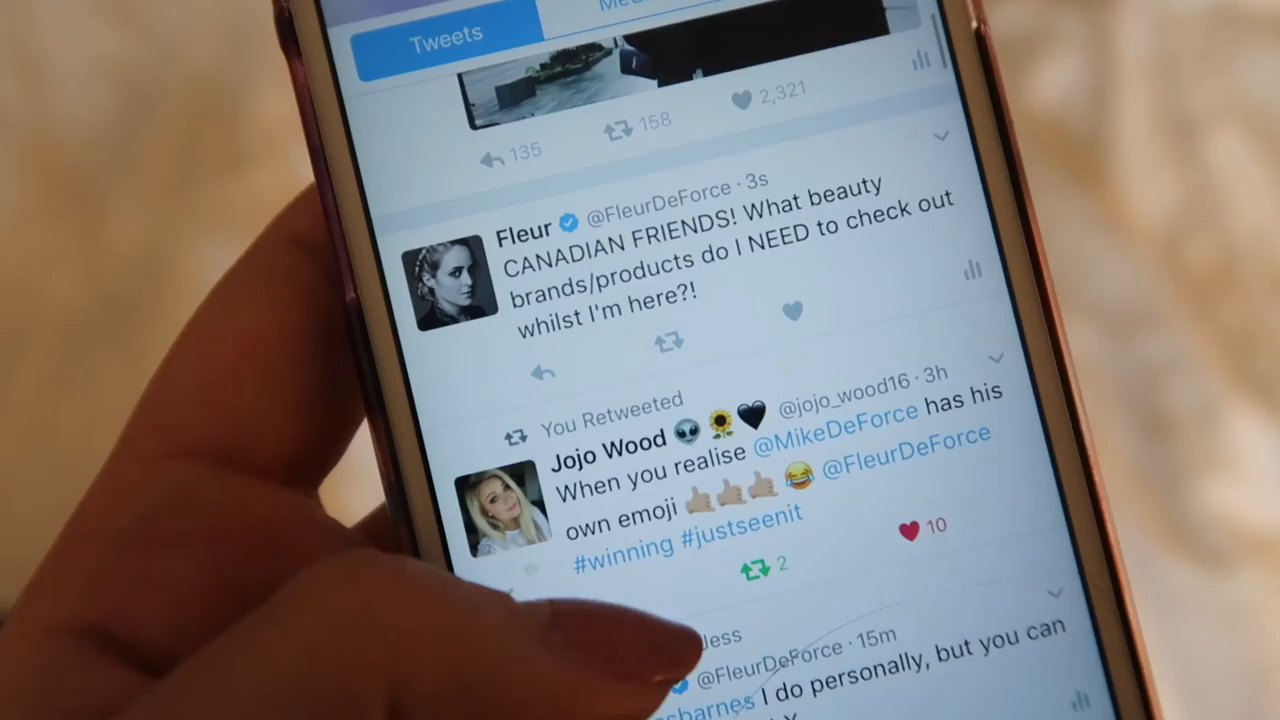 Tweets
135 158 2,321
Fleur @FleurDeForce · 3s
CANADIAN FRIENDS! What beauty
brands/products do I NEED to check out
whilst I'm here?!
You Retweeted
Jojo Wood 👽 🌻 🖤 @jojo_wood16 · 3h
When you realise @MikeDeForce has his
own emoji 🤙🏼🤙🏼🤙🏼 😂 @FleurDeForce
#winning #justseenit
2 10
Jess
@FleurDeForce · 15m
I do personally, but you can